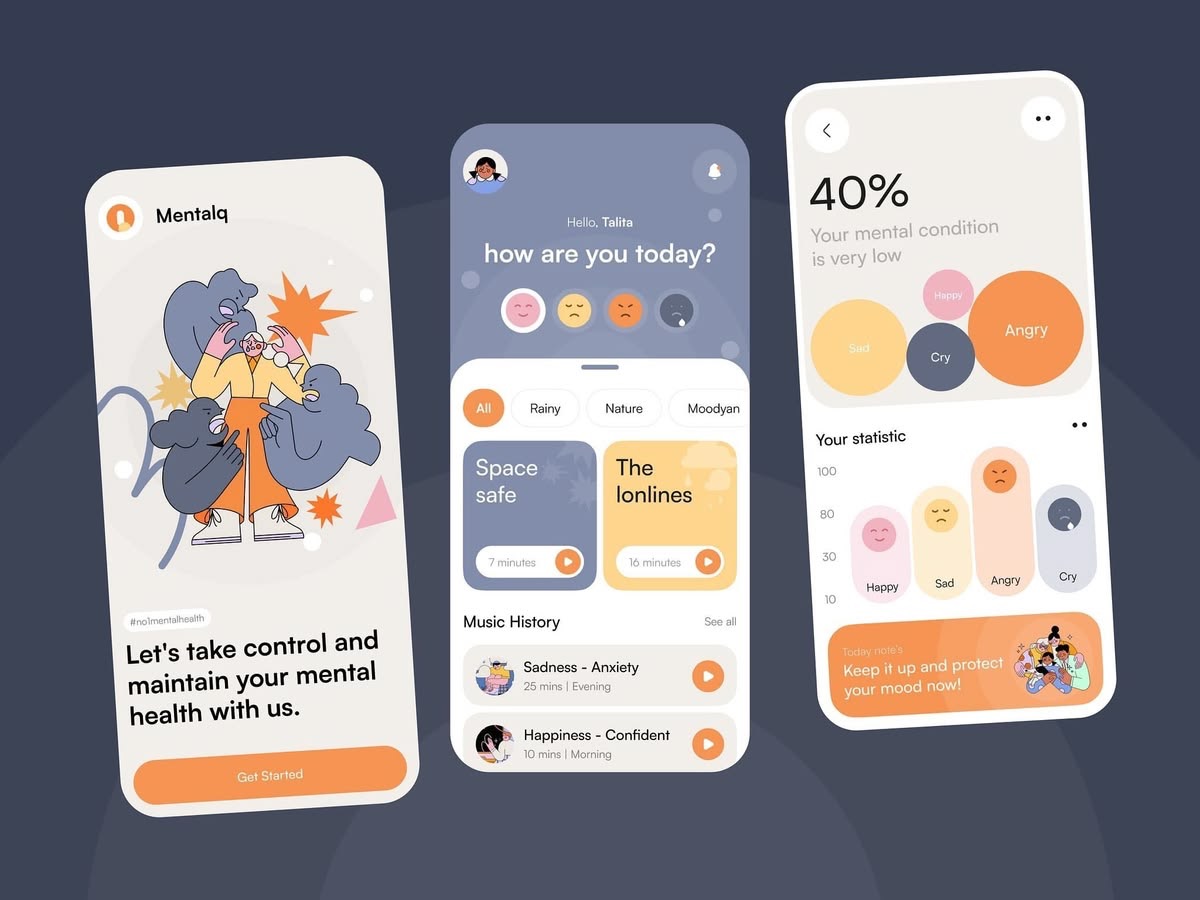 Mentalq
#no1mentalhealth
Let's take control and
maintain your mental
health with us.
Get Started
Hello, Talita
how are you today?
All
Rainy
Nature
Moodyan
Space
safe
7 minutes
The
lonlines
16 minutes
Music History
See all
Sadness - Anxiety
25 mins | Evening
Happiness - Confident
10 mins | Morning
40%
Your mental condition
is very low
Happy
Sad
Cry
Angry
Your statistic
100
80
30
10
Happy
Sad
Angry
Cry
Today note's
Keep it up and protect
your mood now!